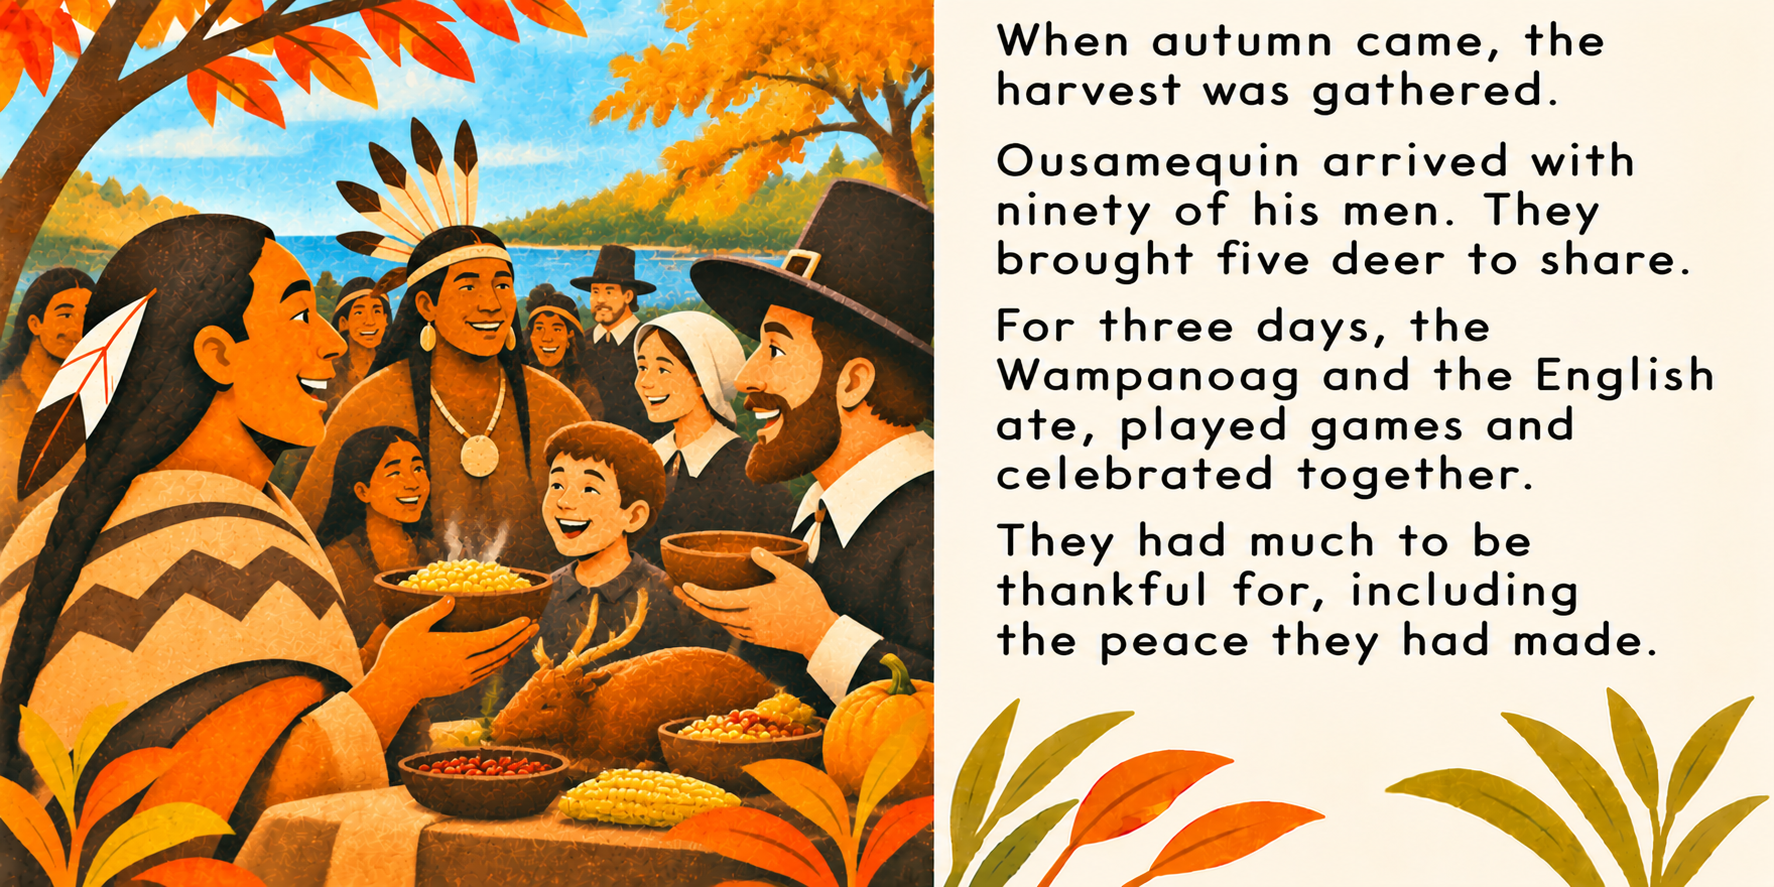 When autumn came, the
harvest was gathered.
Ousamequin arrived with
ninety of his men. They
brought five deer to share.
For three days, the
Wampanoag and the English
ate, played games and
celebrated together.
They had much to be
thankful for, including
the peace they had made.